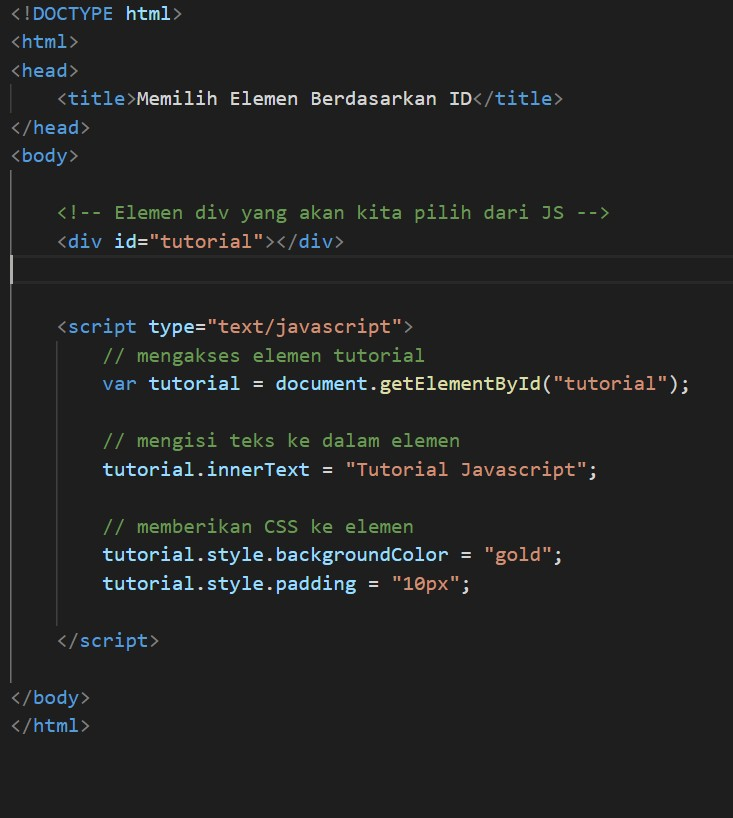 <!DOCTYPE html>
<html>
<head>
    <title>Memilih Elemen Berdasarkan ID</title>
</head>
<body>
    <!-- Elemen div yang akan kita pilih dari JS -->
    <div id="tutorial"></div>
    <script type="text/javascript">
        // mengakses elemen tutorial
        var tutorial = document.getElementById("tutorial");
        // mengisi teks ke dalam elemen
        tutorial.innerText = "Tutorial Javascript";
        // memberikan CSS ke elemen
        tutorial.style.backgroundColor = "gold";
        tutorial.style.padding = "10px";
    </script>
</body>
</html>